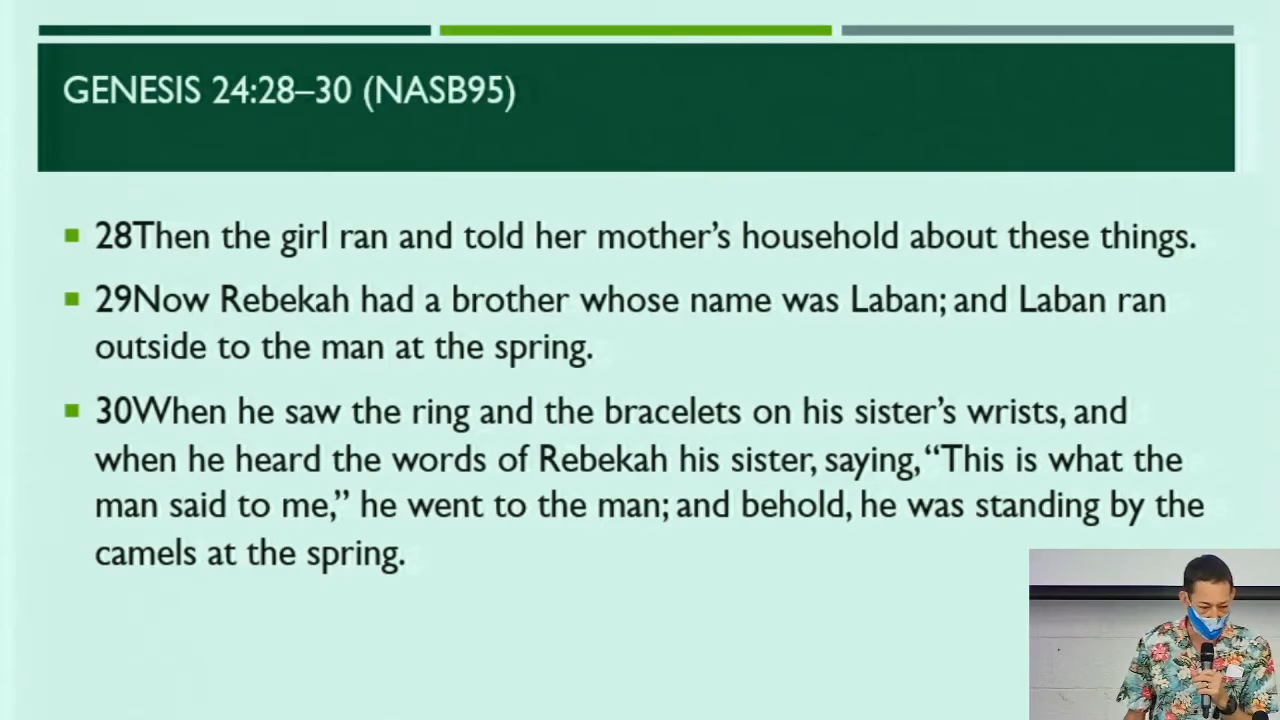 GENESIS 24:28–30 (NASB95)
28Then the girl ran and told her mother’s household about these things.
29Now Rebekah had a brother whose name was Laban; and Laban ran
outside to the man at the spring.
30When he saw the ring and the bracelets on his sister’s wrists, and
when he heard the words of Rebekah his sister, saying, “This is what the
man said to me,” he went to the man; and behold, he was standing by the
camels at the spring.